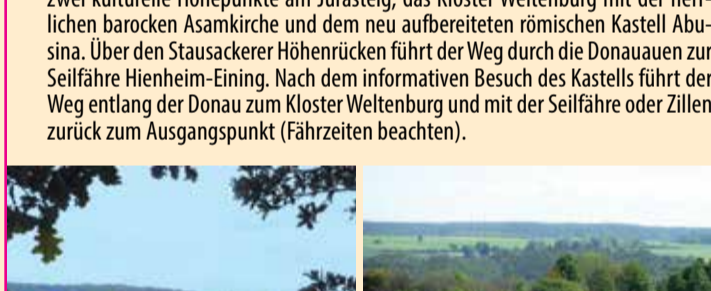 zwei kulturelle Höhepunkte am Jurasteig, das Kloster Weltenburg mit der herr-
lichen barocken Asamkirche und dem neu aufbereiteten römischen Kastell Abu-
sina. Über den Stausackerer Höhenrücken führt der Weg durch die Donauauen zur
Seilfähre Hienheim-Eining. Nach dem informativen Besuch des Kastells führt der
Weg entlang der Donau zum Kloster Weltenburg und mit der Seilfähre oder Zillen
zurück zum Ausgangspunkt (Fährzeiten beachten).